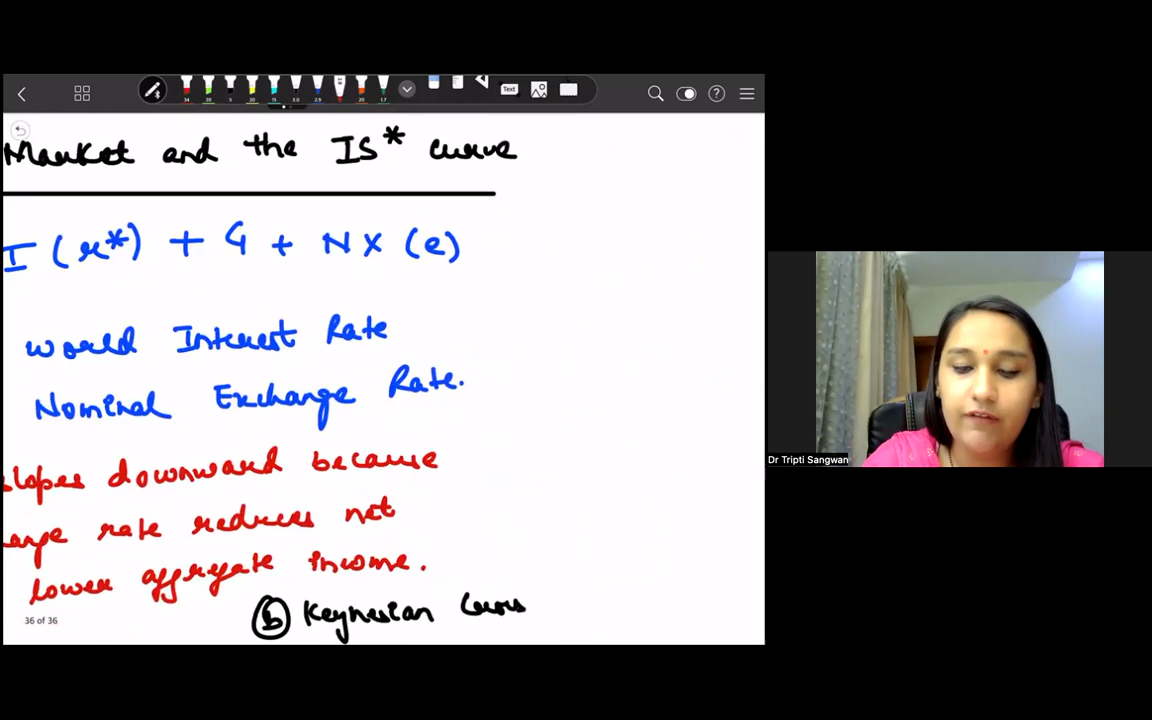 Market and the IS* curve
I (r*) + G + NX (e)
World Interest Rate
Nominal Exchange Rate.
slopes downward because
ange rate reduces net
lower aggregate income.
b Keynesian
36 of 36
Text
Dr Tripti Sangwan